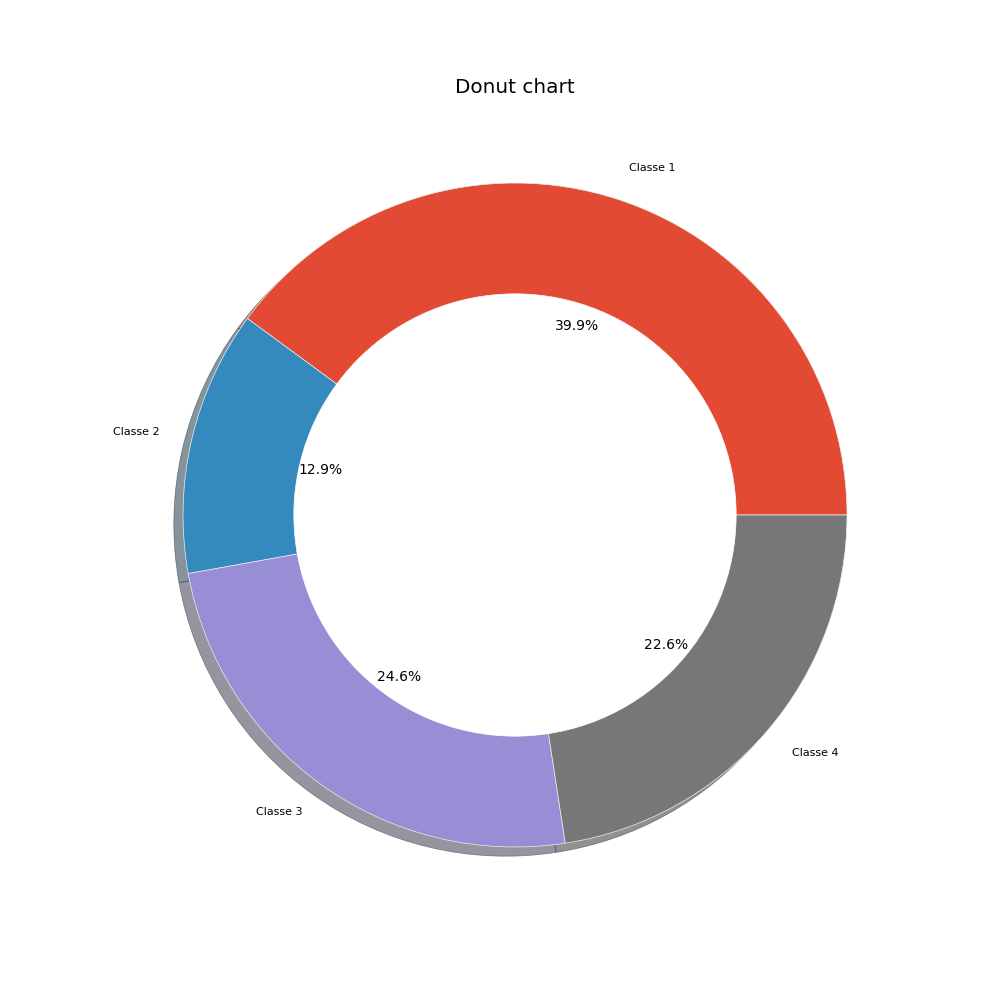 Donut chart
Classe 1
39.9%
Classe 2
12.9%
22.6%
24.6%
Classe 4
Classe 3